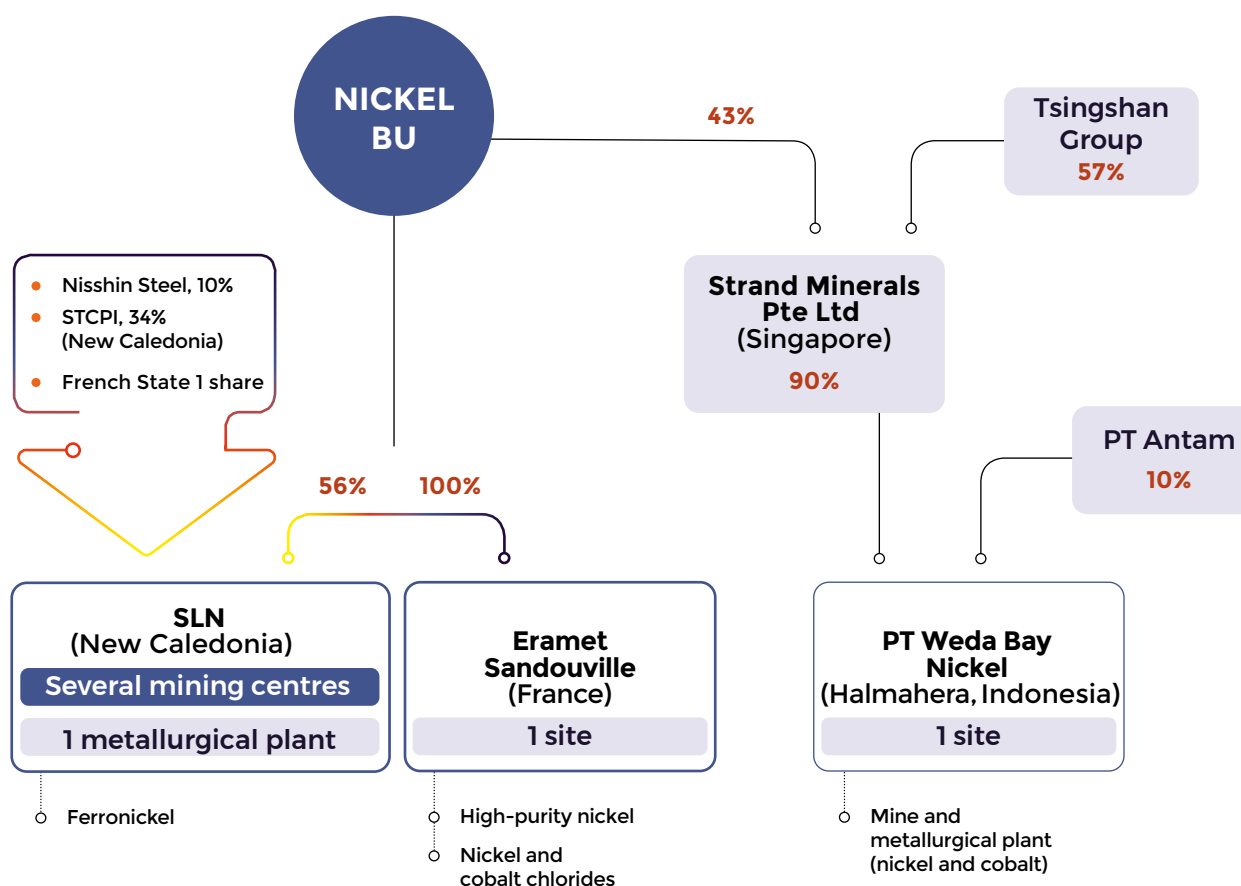 NICKEL
BU
43%
Tsingshan
Group
57%
Nisshin Steel, 10%
STCPI, 34%
(New Caledonia)
French State 1 share
Strand Minerals
Pte Ltd
(Singapore)
90%
PT Antam
10%
56%
100%
SLN
(New Caledonia)
Several mining centres
1 metallurgical plant
Ferronickel
Eramet
Sandouville
(France)
1 site
High-purity nickel
Nickel and
cobalt chlorides
PT Weda Bay
Nickel
(Halmahera, Indonesia)
1 site
Mine and
metallurgical plant
(nickel and cobalt)